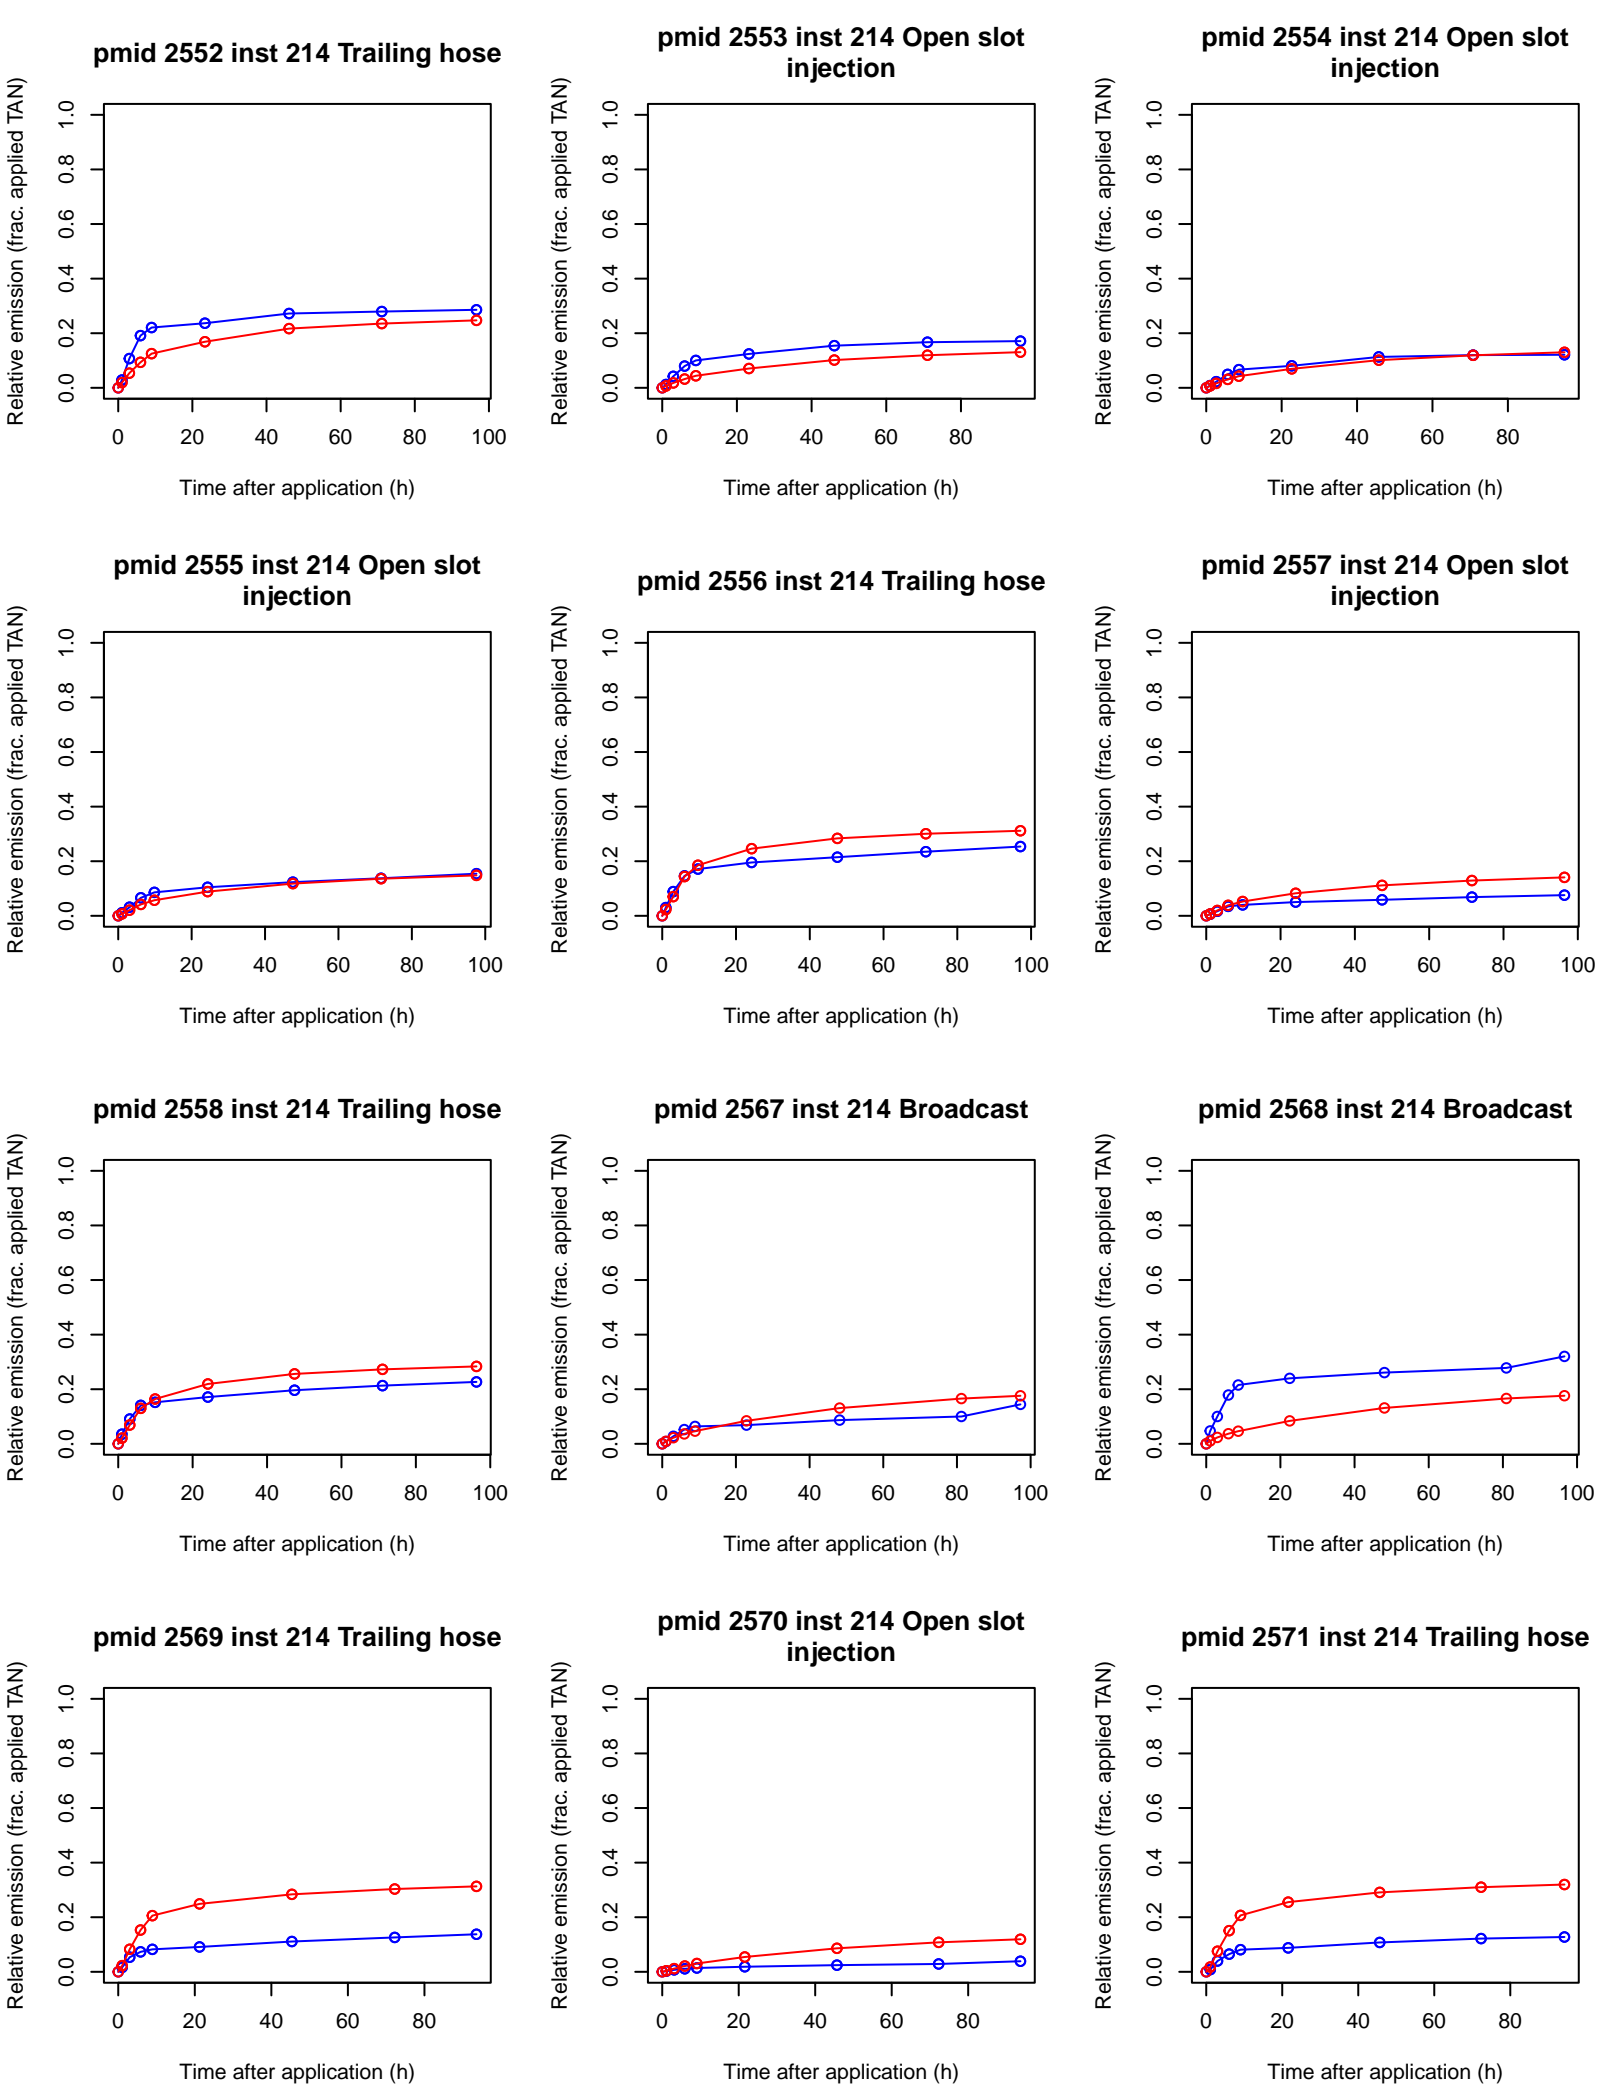 pmid 2552 inst 214 Trailing hose
Relative emission (frac. applied TAN)
1.0
0.8
0.6
0.4
0.2
0.0
0 20 40 60 80 100
Time after application (h)
pmid 2553 inst 214 Open slot
injection
Relative emission (frac. applied TAN)
1.0
0.8
0.6
0.4
0.2
0.0
0 20 40 60 80
Time after application (h)
pmid 2554 inst 214 Open slot
injection
Relative emission (frac. applied TAN)
1.0
0.8
0.6
0.4
0.2
0.0
0 20 40 60 80
Time after application (h)
pmid 2555 inst 214 Open slot
injection
Relative emission (frac. applied TAN)
1.0
0.8
0.6
0.4
0.2
0.0
0 20 40 60 80 100
Time after application (h)
pmid 2556 inst 214 Trailing hose
Relative emission (frac. applied TAN)
1.0
0.8
0.6
0.4
0.2
0.0
0 20 40 60 80 100
Time after application (h)
pmid 2557 inst 214 Open slot
injection
Relative emission (frac. applied TAN)
1.0
0.8
0.6
0.4
0.2
0.0
0 20 40 60 80 100
Time after application (h)
pmid 2558 inst 214 Trailing hose
Relative emission (frac. applied TAN)
1.0
0.8
0.6
0.4
0.2
0.0
0 20 40 60 80 100
Time after application (h)
pmid 2567 inst 214 Broadcast
Relative emission (frac. applied TAN)
1.0
0.8
0.6
0.4
0.2
0.0
0 20 40 60 80 100
Time after application (h)
pmid 2568 inst 214 Broadcast
Relative emission (frac. applied TAN)
1.0
0.8
0.6
0.4
0.2
0.0
0 20 40 60 80 100
Time after application (h)
pmid 2569 inst 214 Trailing hose
Relative emission (frac. applied TAN)
1.0
0.8
0.6
0.4
0.2
0.0
0 20 40 60 80
Time after application (h)
pmid 2570 inst 214 Open slot
injection
Relative emission (frac. applied TAN)
1.0
0.8
0.6
0.4
0.2
0.0
0 20 40 60 80
Time after application (h)
pmid 2571 inst 214 Trailing hose
Relative emission (frac. applied TAN)
1.0
0.8
0.6
0.4
0.2
0.0
0 20 40 60 80
Time after application (h)